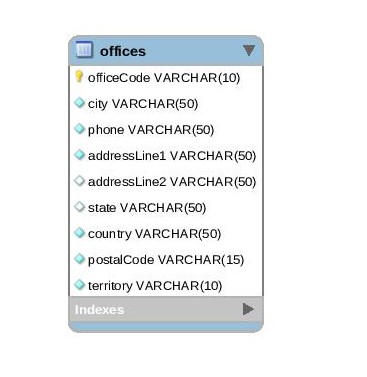 offices
officeCode VARCHAR(10)
city VARCHAR(50)
phone VARCHAR(50)
addressLine1 VARCHAR(50)
addressLine2 VARCHAR(50)
state VARCHAR(50)
country VARCHAR(50)
postalCode VARCHAR(15)
territory VARCHAR(10)
Indexes